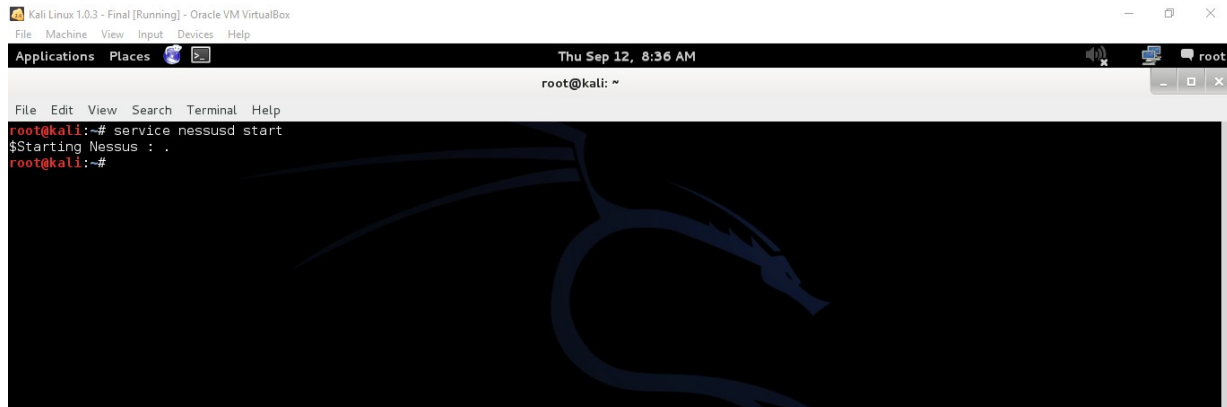 Kali Linux 1.0.3 - Final [Running] - Oracle VM VirtualBox
File Machine View Input Devices Help
Applications Places Thu Sep 12, 8:36 AM root
root@kali: ~
File Edit View Search Terminal Help
root@kali:~# service nessusd start
$Starting Nessus : .
root@kali:~#